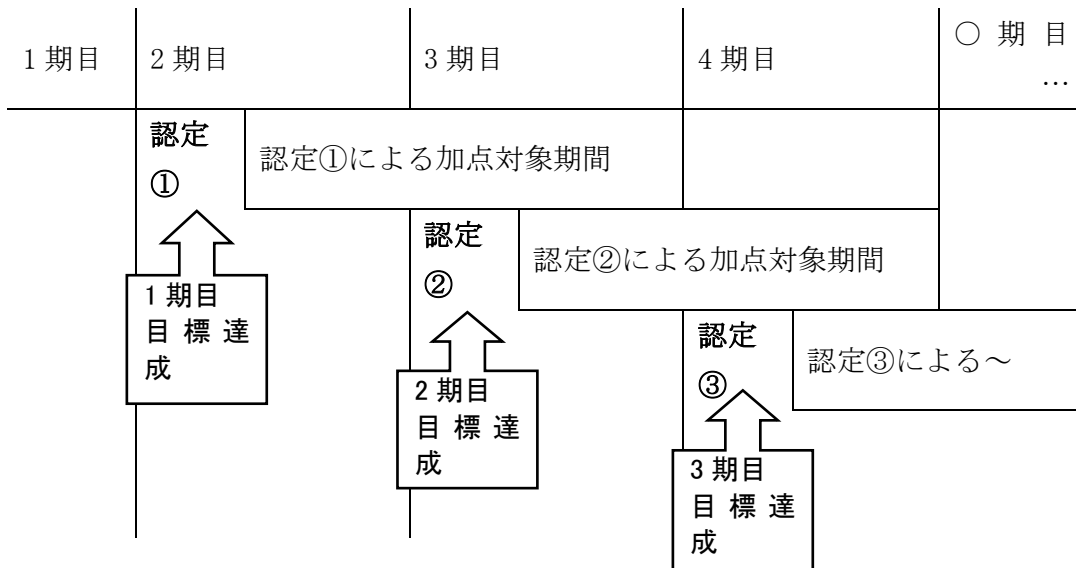 1期目
2期目
3期目
4期目
○期目
…
認定
①
認定①による加点対象期間
1期目
目標達
成
認定
②
認定②による加点対象期間
2期目
目標達
成
認定
③
認定③による～
3期目
目標達
成